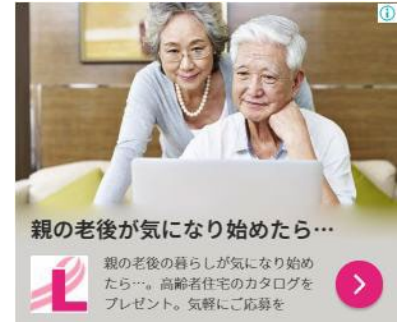 親の老後が気になり始めたら…
L
親の老後の暮らしが気になり始め
たら…。高齢者住宅のカタログを
プレゼント。気軽にご応募を